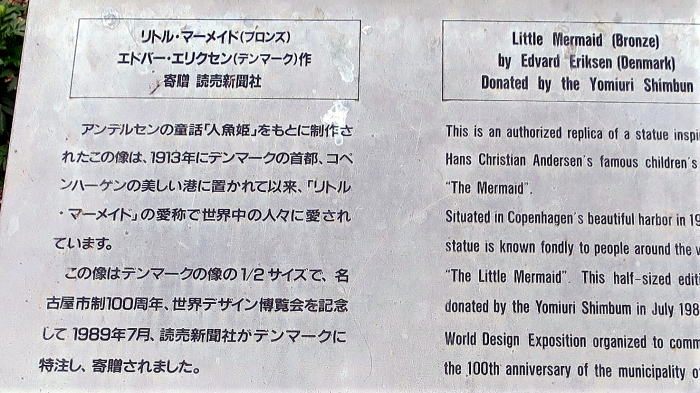 リトル・マーメイド(ブロンズ)
エドバー・エリクセン(デンマーク)作
寄贈 読売新聞社
アンデルセンの童話「人魚姫」をもとに制作さ
れたこの像は、1913年にデンマークの首都、コペ
ンハーゲンの美しい港に置かれて以来、「リトル
・マーメイド」の愛称で世界中の人々に愛され
ています。
この像はデンマークの像の1/2サイズで、名
古屋市制100周年、世界デザイン博覧会を記念
して1989年7月、読売新聞社がデンマークに
特注し、寄贈されました。
Little Mermaid (Bronze)
by Edvard Eriksen (Denmark)
Donated by the Yomiuri Shimbun
This is an authorized replica of a statue inspi
Hans Christian Andersen's famous children's
“The Mermaid”.
Situated in Copenhagen's beautiful harbor in 19
statue is known fondly to people around the w
“The Little Mermaid”. This half-sized editi
donated by the Yomiuri Shimbum in July 198
World Design Exposition organized to comm
the 100th anniversary of the municipality o